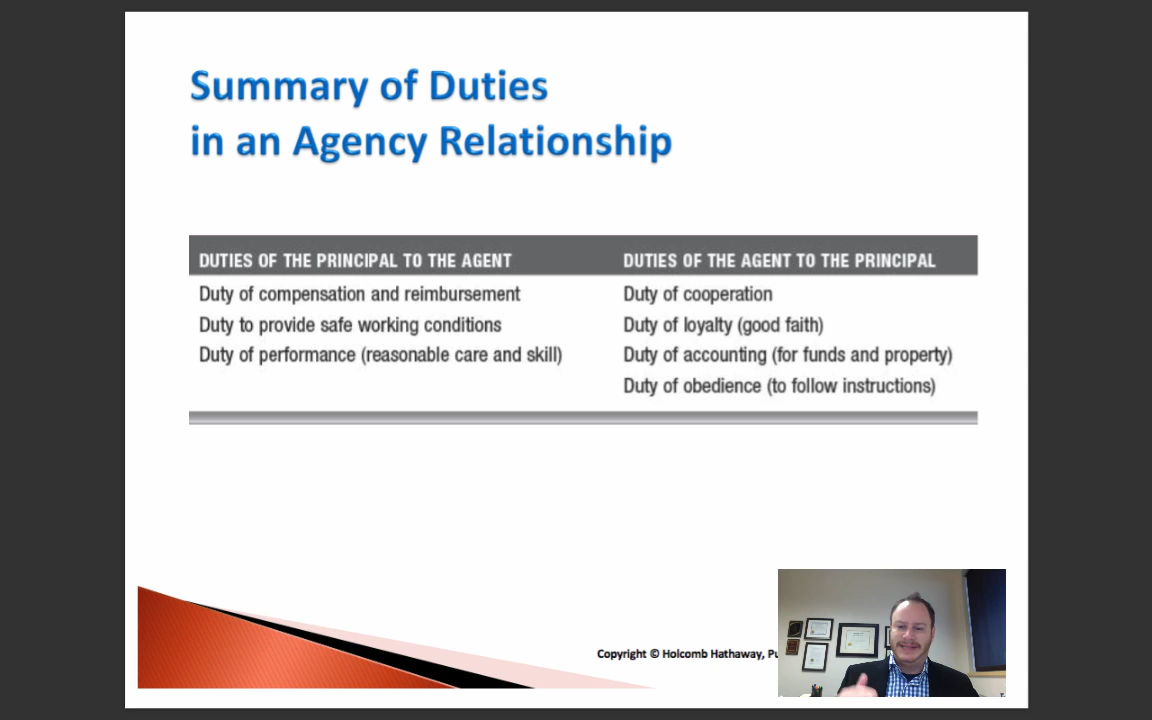 Summary of Duties
in an Agency Relationship
DUTIES OF THE PRINCIPAL TO THE AGENT
Duty of compensation and reimbursement
Duty to provide safe working conditions
Duty of performance (reasonable care and skill)
DUTIES OF THE AGENT TO THE PRINCIPAL
Duty of cooperation
Duty of loyalty (good faith)
Duty of accounting (for funds and property)
Duty of obedience (to follow instructions)
Copyright © Holcomb Hathaway,